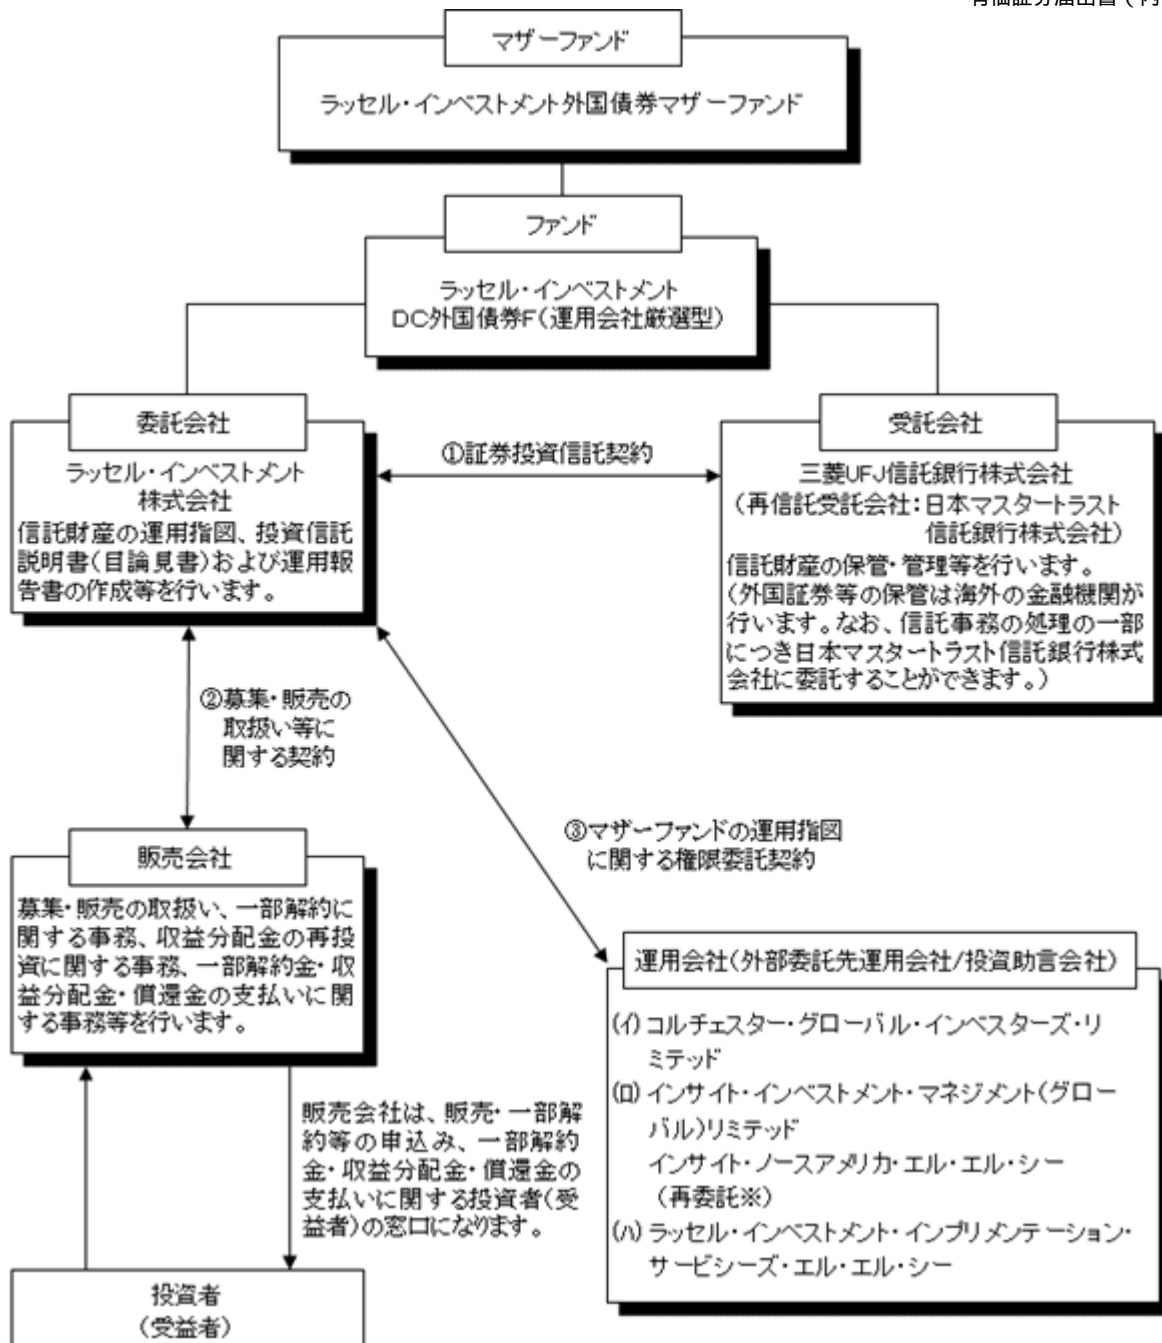 マザーファンド
ラッセル・インベストメント外国債券マザーファンド
ファンド
ラッセル・インベストメント
DC外国債券F(運用会社厳選型)
委託会社
ラッセル・インベストメント
株式会社
信託財産の運用指図、投資信託
説明書(目論見書)および運用報
告書の作成等を行います。
①証券投資信託契約
受託会社
三菱UFJ信託銀行株式会社
(再信託受託会社:日本マスタートラスト
信託銀行株式会社)
信託財産の保管・管理等を行います。
(外国証券等の保管は海外の金融機関が
行います。なお、信託事務の処理の一部
につき日本マスタートラスト信託銀行株式
会社に委託することができます。)
②募集・販売の
取扱い等に
関する契約
③マザーファンドの運用指図
に関する権限委託契約
販売会社
募集・販売の取扱い、一部解約に
関する事務、収益分配金の再投
資に関する事務、一部解約金・収
益分配金・償還金の支払いに関
する事務等を行います。
運用会社(外部委託先運用会社/投資助言会社)
(イ)コルチェスター・グローバル・インベスターズ・リ
ミテッド
(ロ)インサイト・インベストメント・マネジメント(グロー
バル)リミテッド
インサイト・ノースアメリカ・エル・エル・シー
(再委託※)
(ハ)ラッセル・インベストメント・インプリメンテーション・
サービシーズ・エル・エル・シー
販売会社は、販売・一部解
約等の申込み、一部解約
金・収益分配金・償還金の
支払いに関する投資者(受
益者)の窓口になります。
投資者
(受益者)